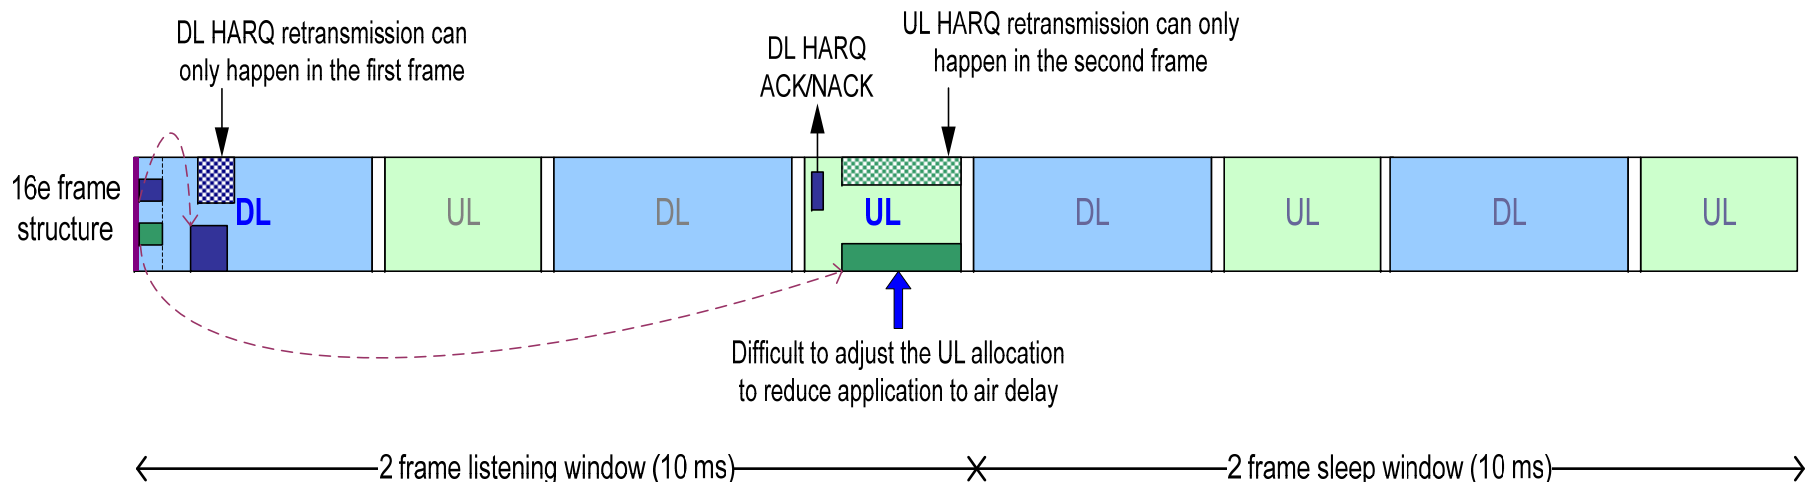 DL HARQ retransmission can
only happen in the first frame
DL HARQ
ACK/NACK
UL HARQ retransmission can only
happen in the second frame
16e frame
structure
DL
UL
DL
UL
DL
UL
DL
UL
Difficult to adjust the UL allocation
to reduce application to air delay
2 frame listening window (10 ms)
2 frame sleep window (10 ms)